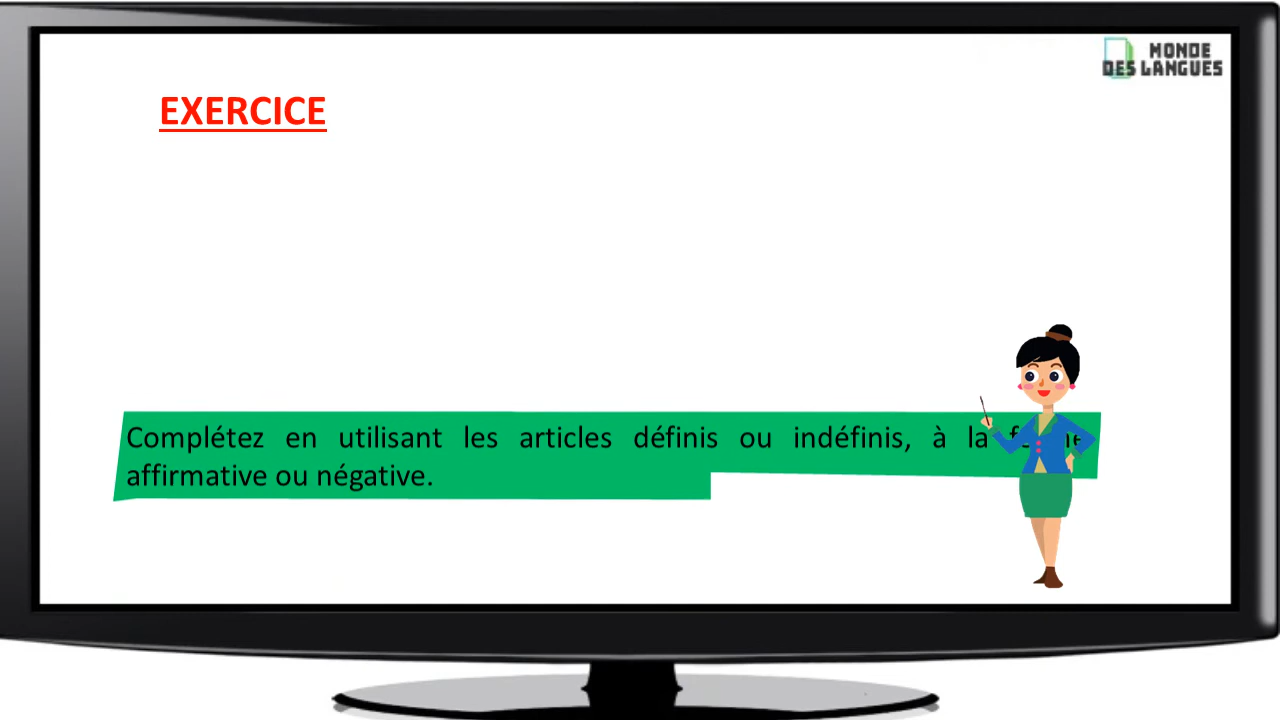 MONDE
DES LANGUES
EXERCICE
Complétez en utilisant les articles définis ou indéfinis, à la
affirmative ou négative.